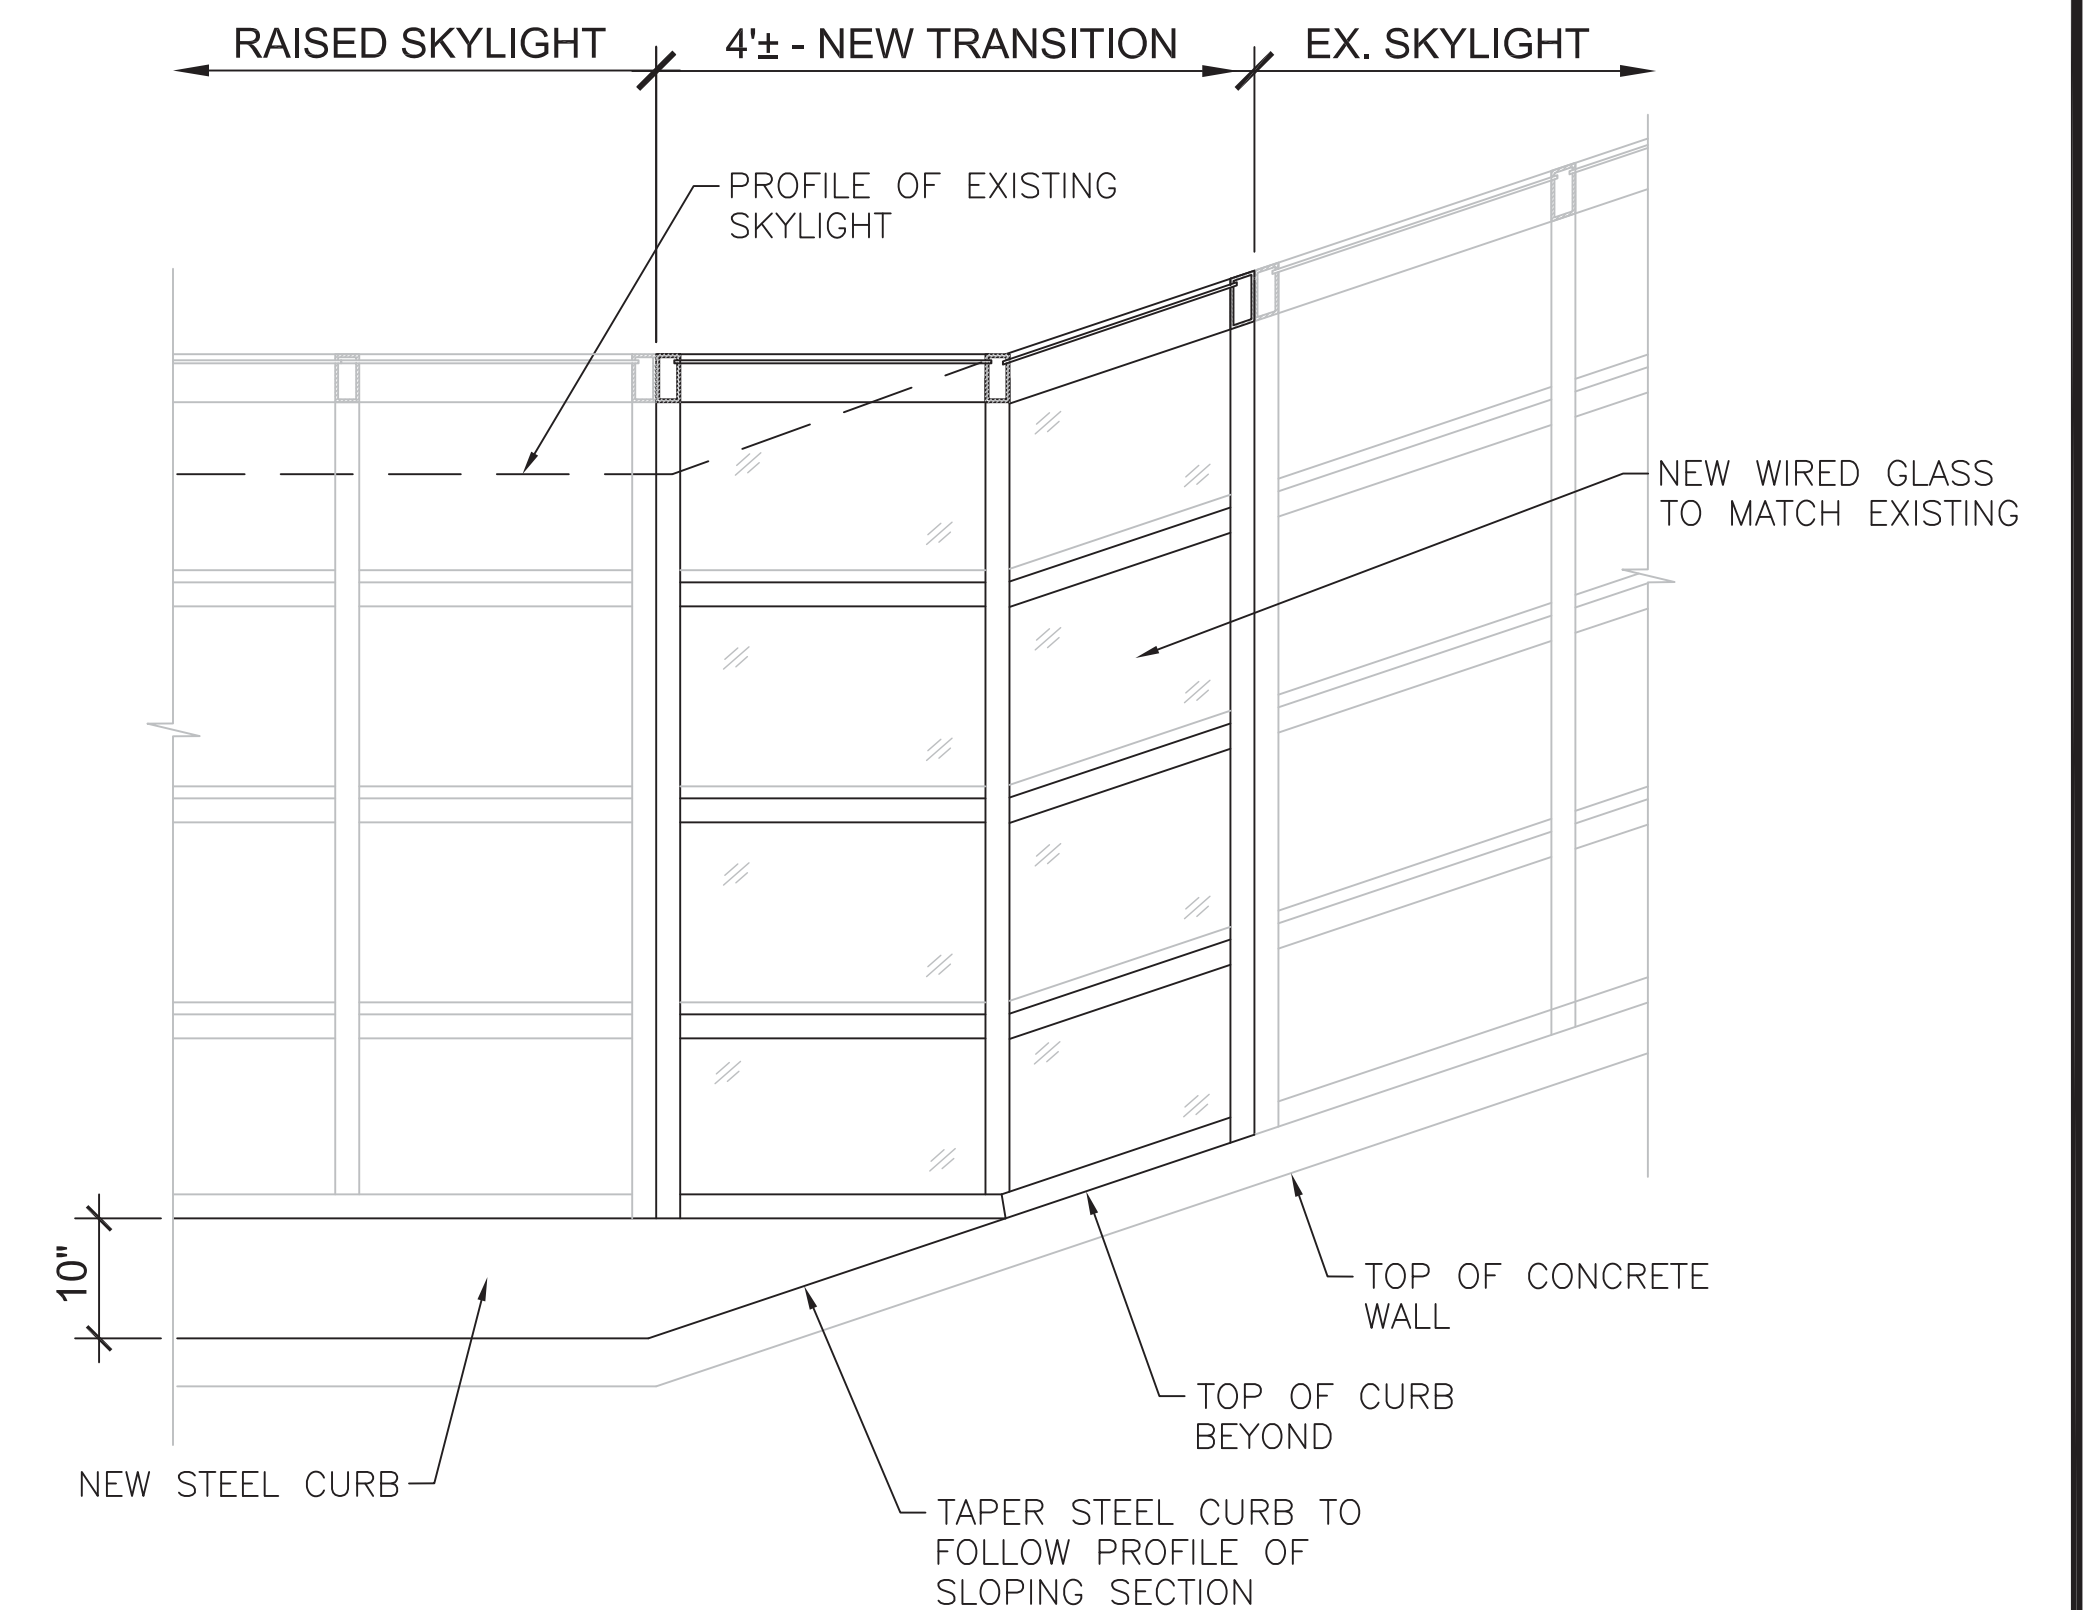 RAISED SKYLIGHT
4'± - NEW TRANSITION
EX. SKYLIGHT
PROFILE OF EXISTING
SKYLIGHT
NEW WIRED GLASS
TO MATCH EXISTING
10"
TOP OF CONCRETE
WALL
TOP OF CURB
BEYOND
NEW STEEL CURB
TAPER STEEL CURB TO
FOLLOW PROFILE OF
SLOPING SECTION